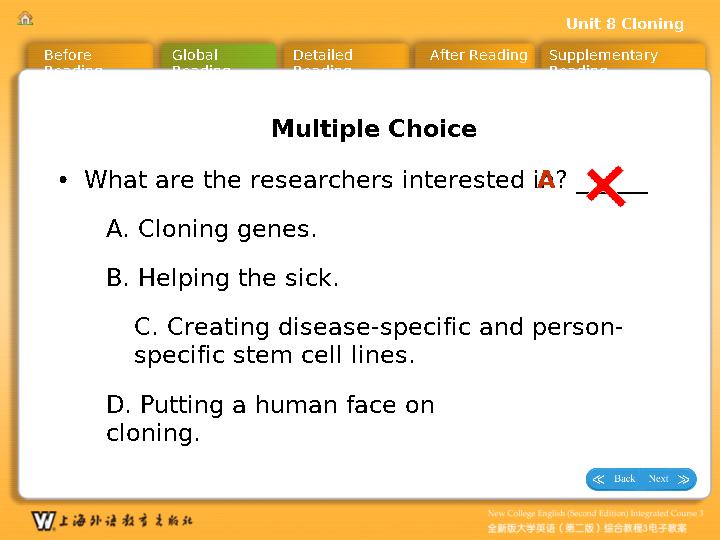 Unit 8 Cloning
Before Reading
Global Reading
Detailed Reading
After Reading
Supplementary Reading
Multiple Choice
• What are the researchers interested in? ______
A
A. Cloning genes.
B. Helping the sick.
C. Creating disease-specific and person-
specific stem cell lines.
D. Putting a human face on
cloning.
Back Next
W 上海外语教育出版社
New College English (Second Edition) Integrated Course 3
全新版大学英语（第二版）综合教程3电子教案